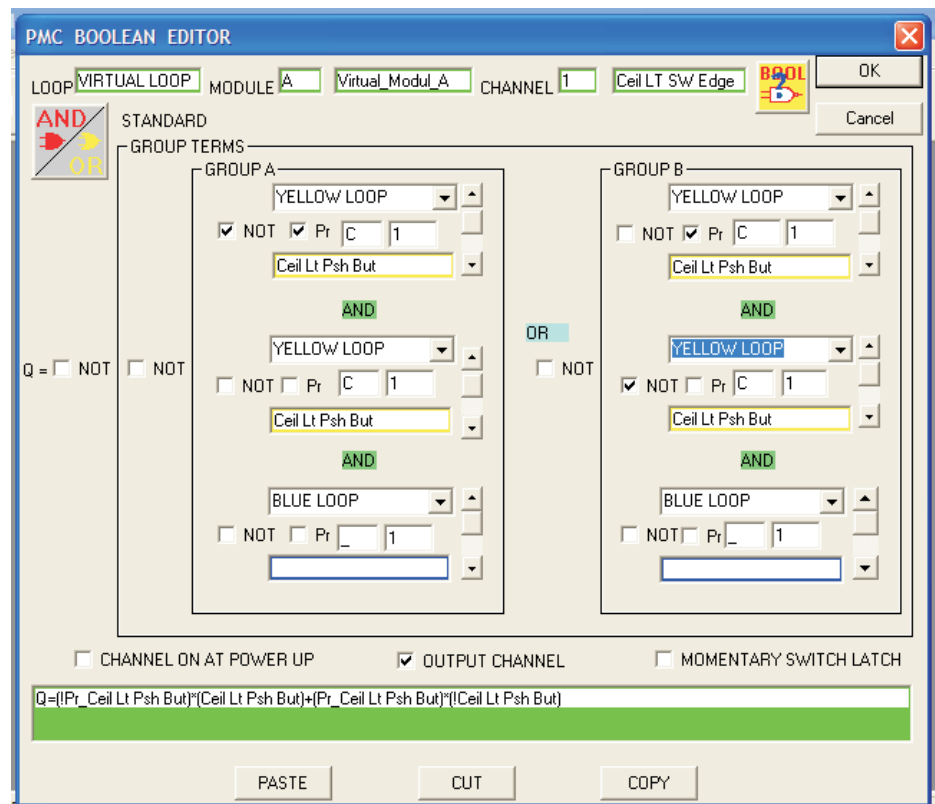 PMC BOOLEAN EDITOR
LOOP VIRTUAL LOOP MODULE A Virtual_Modul_A CHANNEL 1 Ceil LT SW Edge BOOL ? OK
AND OR STANDARD Cancel
GROUP TERMS
GROUP A GROUP B
YELLOW LOOP YELLOW LOOP
NOT Pr C 1 NOT Pr C 1
Ceil Lt Psh But Ceil Lt Psh But
AND AND
OR
YELLOW LOOP YELLOW LOOP
Q = NOT NOT NOT
NOT Pr C 1 NOT Pr C 1
Ceil Lt Psh But Ceil Lt Psh But
AND AND
BLUE LOOP BLUE LOOP
NOT Pr _ 1 NOT Pr _ 1
CHANNEL ON AT POWER UP OUTPUT CHANNEL MOMENTARY SWITCH LATCH
Q=(!Pr_Ceil Lt Psh But)*(Ceil Lt Psh But)+(Pr_Ceil Lt Psh But)*(!Ceil Lt Psh But)
PASTE CUT COPY